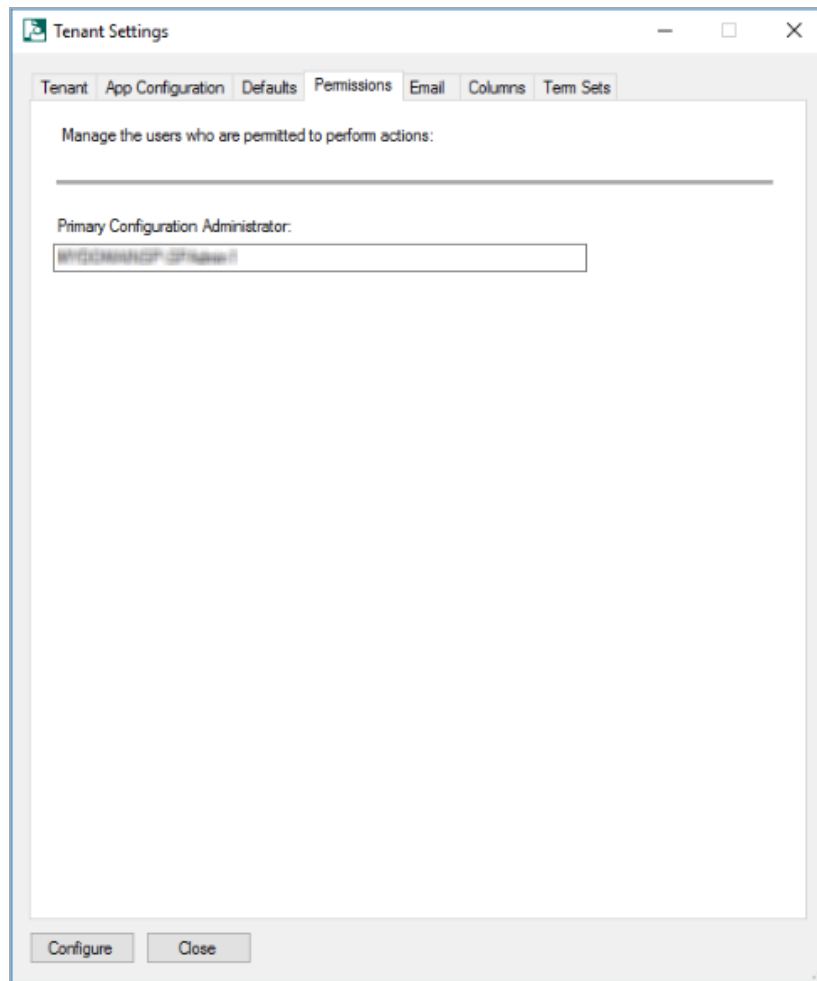 Tenant Settings
Tenant App Configuration Defaults Permissions Email Columns Term Sets
Manage the users who are permitted to perform actions:
Primary Configuration Administrator:
Configure Close